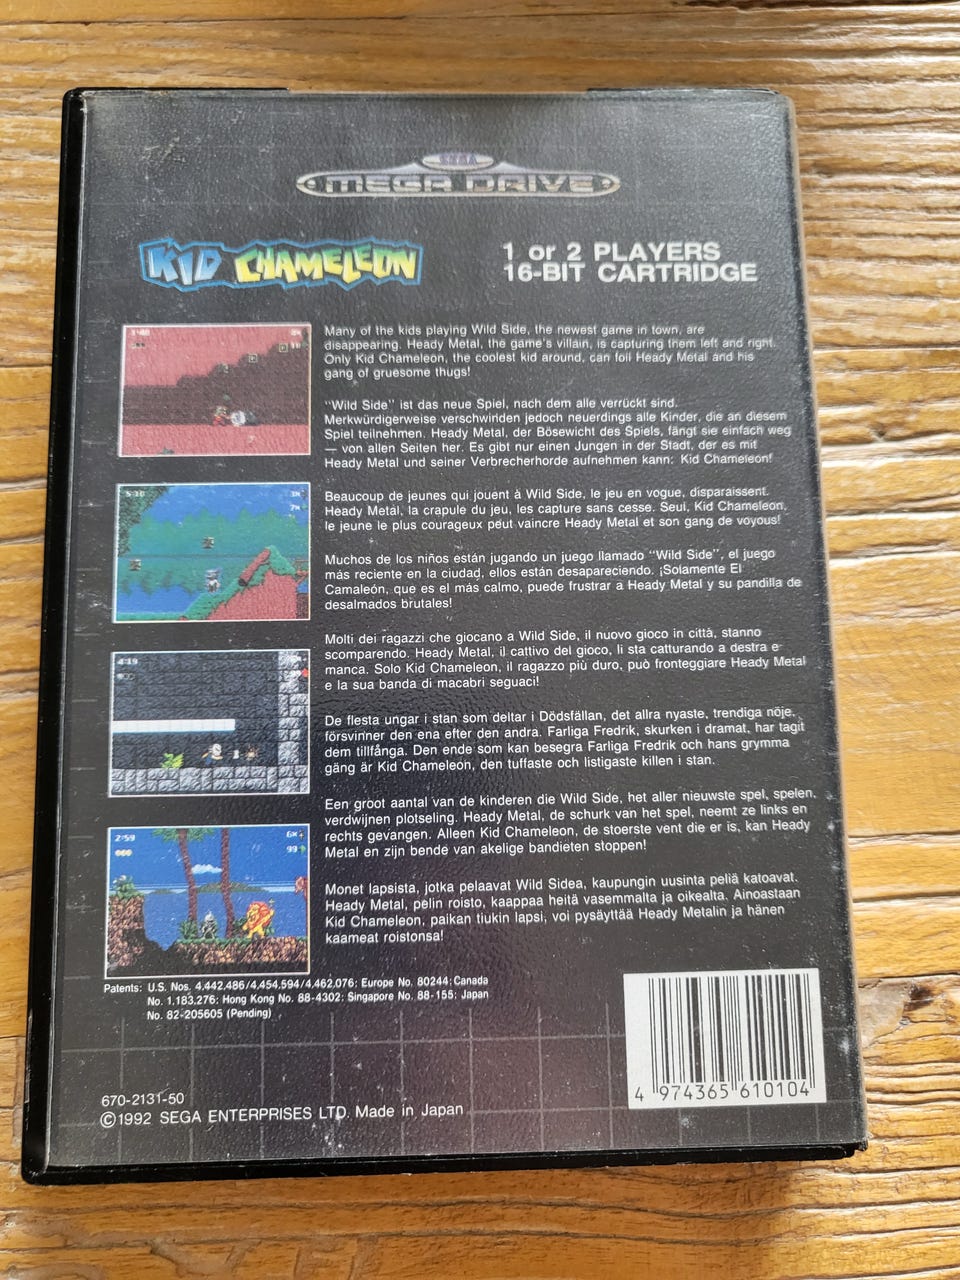 SEGA
MEGA DRIVE
KID CHAMELEON
1 or 2 PLAYERS
16-BIT CARTRIDGE
Many of the kids playing Wild Side, the newest game in town, are
disappearing. Heady Metal, the game's villain, is capturing them left and right.
Only Kid Chameleon, the coolest kid around, can foil Heady Metal and his
gang of gruesome thugs!
"Wild Side" ist das neue Spiel, nach dem alle verrückt sind.
Merkwürdigerweise verschwinden jedoch neuerdings alle Kinder, die an diesem
Spiel teilnehmen. Heady Metal, der Bösewicht des Spiels, fängt sie einfach weg
— von allen Seiten her. Es gibt nur einen Jungen in der Stadt, der es mit
Heady Metal und seiner Verbrecherhorde aufnehmen kann: Kid Chameleon!
Beaucoup de jeunes qui jouent à Wild Side, le jeu en vogue, disparaissent.
Heady Metal, la crapule du jeu, les capture sans cesse. Seul, Kid Chameleon,
le jeune le plus courageux peut vaincre Heady Metal et son gang de voyous!
Muchos de los niños están jugando un juego llamado "Wild Side", el juego
más reciente en la ciudad, ellos están desapareciendo. ¡Solamente El
Camaleón, que es el más calmo, puede frustrar a Heady Metal y su pandilla de
desalmados brutales!
Molti dei ragazzi che giocano a Wild Side, il nuovo gioco in città, stanno
scomparendo. Heady Metal, il cattivo del gioco, li sta catturando a destra e
manca. Solo Kid Chameleon, il ragazzo più duro, può fronteggiare Heady Metal
e la sua banda di macabri seguaci!
De flesta ungar i stan som deltar i Dödsfällan, det allra nyaste, trendiga nöje,
försvinner den ena efter den andra. Farliga Fredrik, skurken i dramat, har tagit
dem tillfånga. Den ende som kan besegra Farliga Fredrik och hans grymma
gäng är Kid Chameleon, den tuffaste och listigaste killen i stan.
Een groot aantal van de kinderen die Wild Side, het aller nieuwste spel, spelen,
verdwijnen plotseling. Heady Metal, de schurk van het spel, neemt ze links en
rechts gevangen. Alleen Kid Chameleon, de stoerste vent die er is, kan Heady
Metal en zijn bende van akelige bandieten stoppen!
Monet lapsista, jotka pelaavat Wild Sidea, kaupungin uusinta peliä katoavat.
Heady Metal, pelin roisto, kaappaa heitä vasemmalta ja oikealta. Ainoastaan
Kid Chameleon, paikan tiukin lapsi, voi pysäyttää Heady Metalin ja hänen
kaameat roistonsa!
5:10
4:19
2:59
99
Patents: U.S. Nos. 4,442,486/4,454,594/4,462,076: Europe No. 80244: Canada
No. 1,183,276: Hong Kong No. 88-4302: Singapore No. 88-155: Japan
No. 82-205605 (Pending)
670-2131-50
©1992 SEGA ENTERPRISES LTD. Made in Japan
4 974365 610104